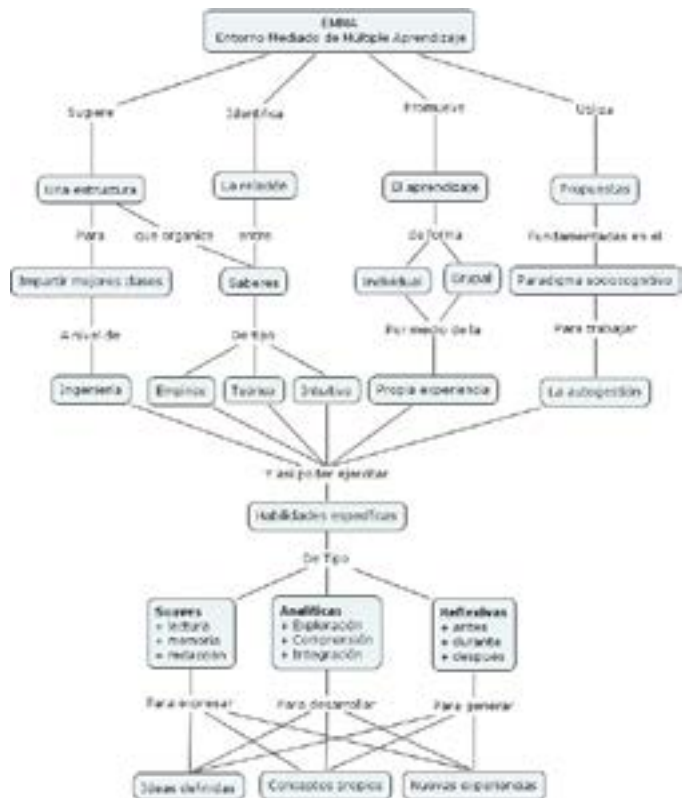 EMMA
Entorno Mediado de Múltiple Aprendizaje
Sugiere
Identifica
Promueve
Utiliza
Una estructura
La relación
El aprendizaje
Propuestas
Para
que organice
entre
de forma
Fundamentadas en el
Impartir mejores clases
Saberes
Individual
Grupal
Paradigma sociocognitivo
A nivel de
De tipo
Por medio de la
Para trabajar
Ingeniería
Empírico
Teórico
Intuitivo
Propia experiencia
La autogestión
Y así poder ejercitar
Habilidades específicas
De Tipo
Suaves
+ lectura
+ memoria
+ redacción
Analíticas
+ Exploración
+ Comprensión
+ Integración
Reflexivas
+ antes
+ durante
+ después
Para expresar
Para desarrollar
Para generar
Ideas definidas
Conceptos propios
Nuevas experiencias